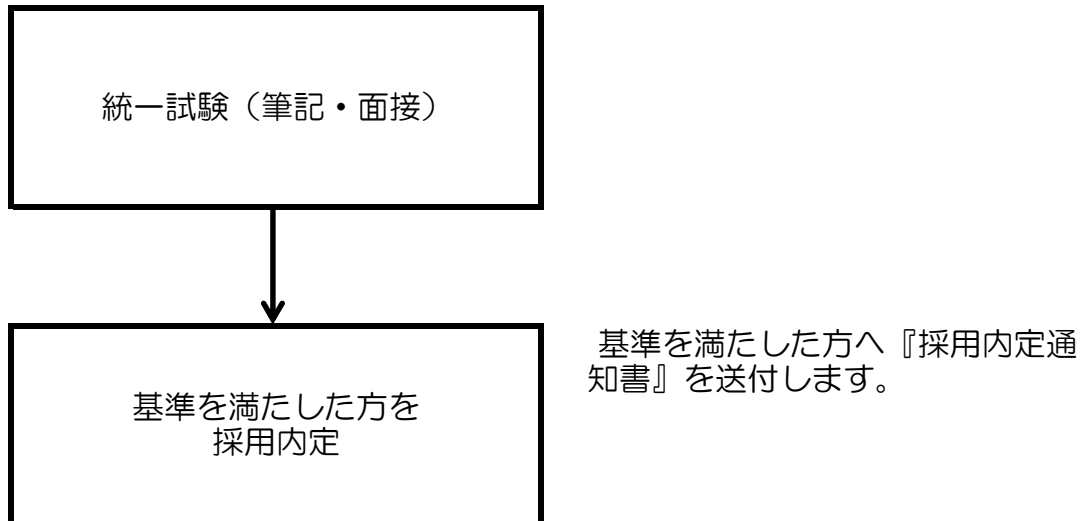 統一試験（筆記・面接）
基準を満たした方を
採用内定
基準を満たした方へ『採用内定通
知書』を送付します。